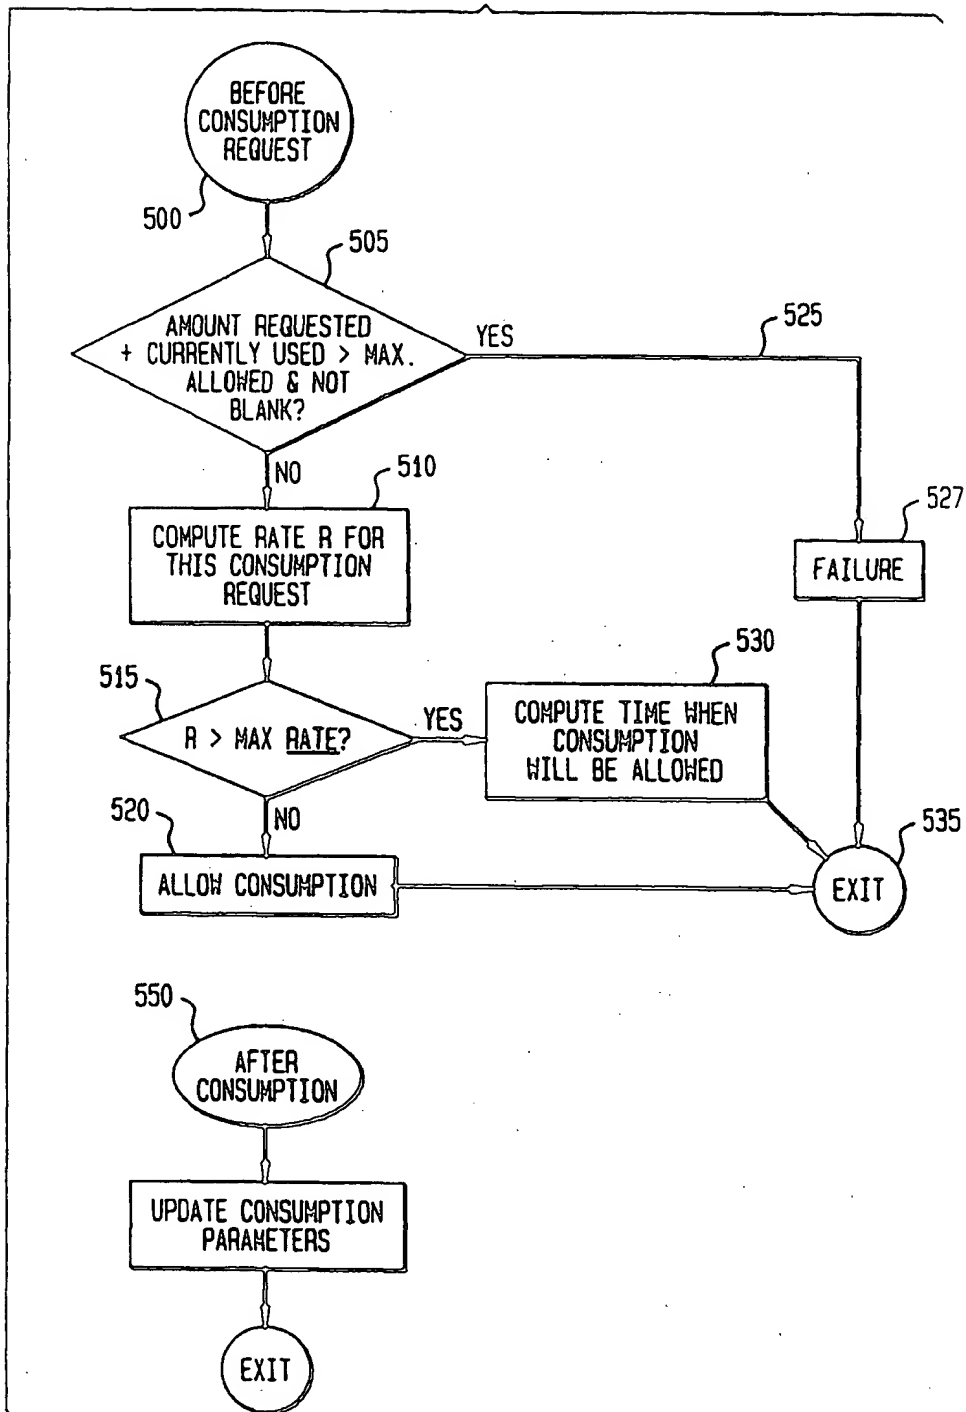 BEFORE
CONSUMPTION
REQUEST
500
505
AMOUNT REQUESTED
+ CURRENTLY USED > MAX.
ALLOWED & NOT
BLANK?
YES
525
NO
510
COMPUTE RATE R FOR
THIS CONSUMPTION
REQUEST
527
FAILURE
515
R > MAX RATE?
YES
530
COMPUTE TIME WHEN
CONSUMPTION
WILL BE ALLOWED
NO
520
ALLOW CONSUMPTION
535
EXIT
550
AFTER
CONSUMPTION
UPDATE CONSUMPTION
PARAMETERS
EXIT